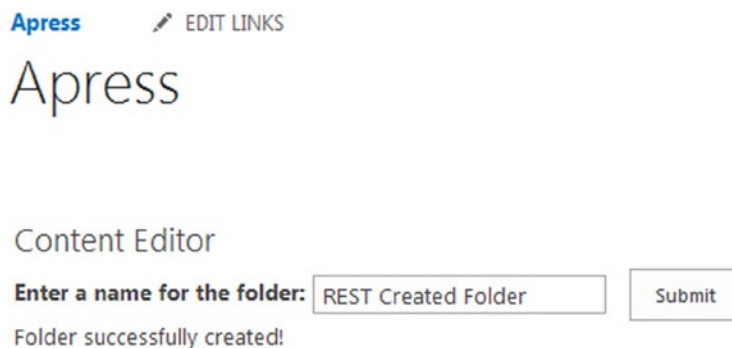 Apress EDIT LINKS
Apress
Content Editor
Enter a name for the folder: REST Created Folder Submit
Folder successfully created!